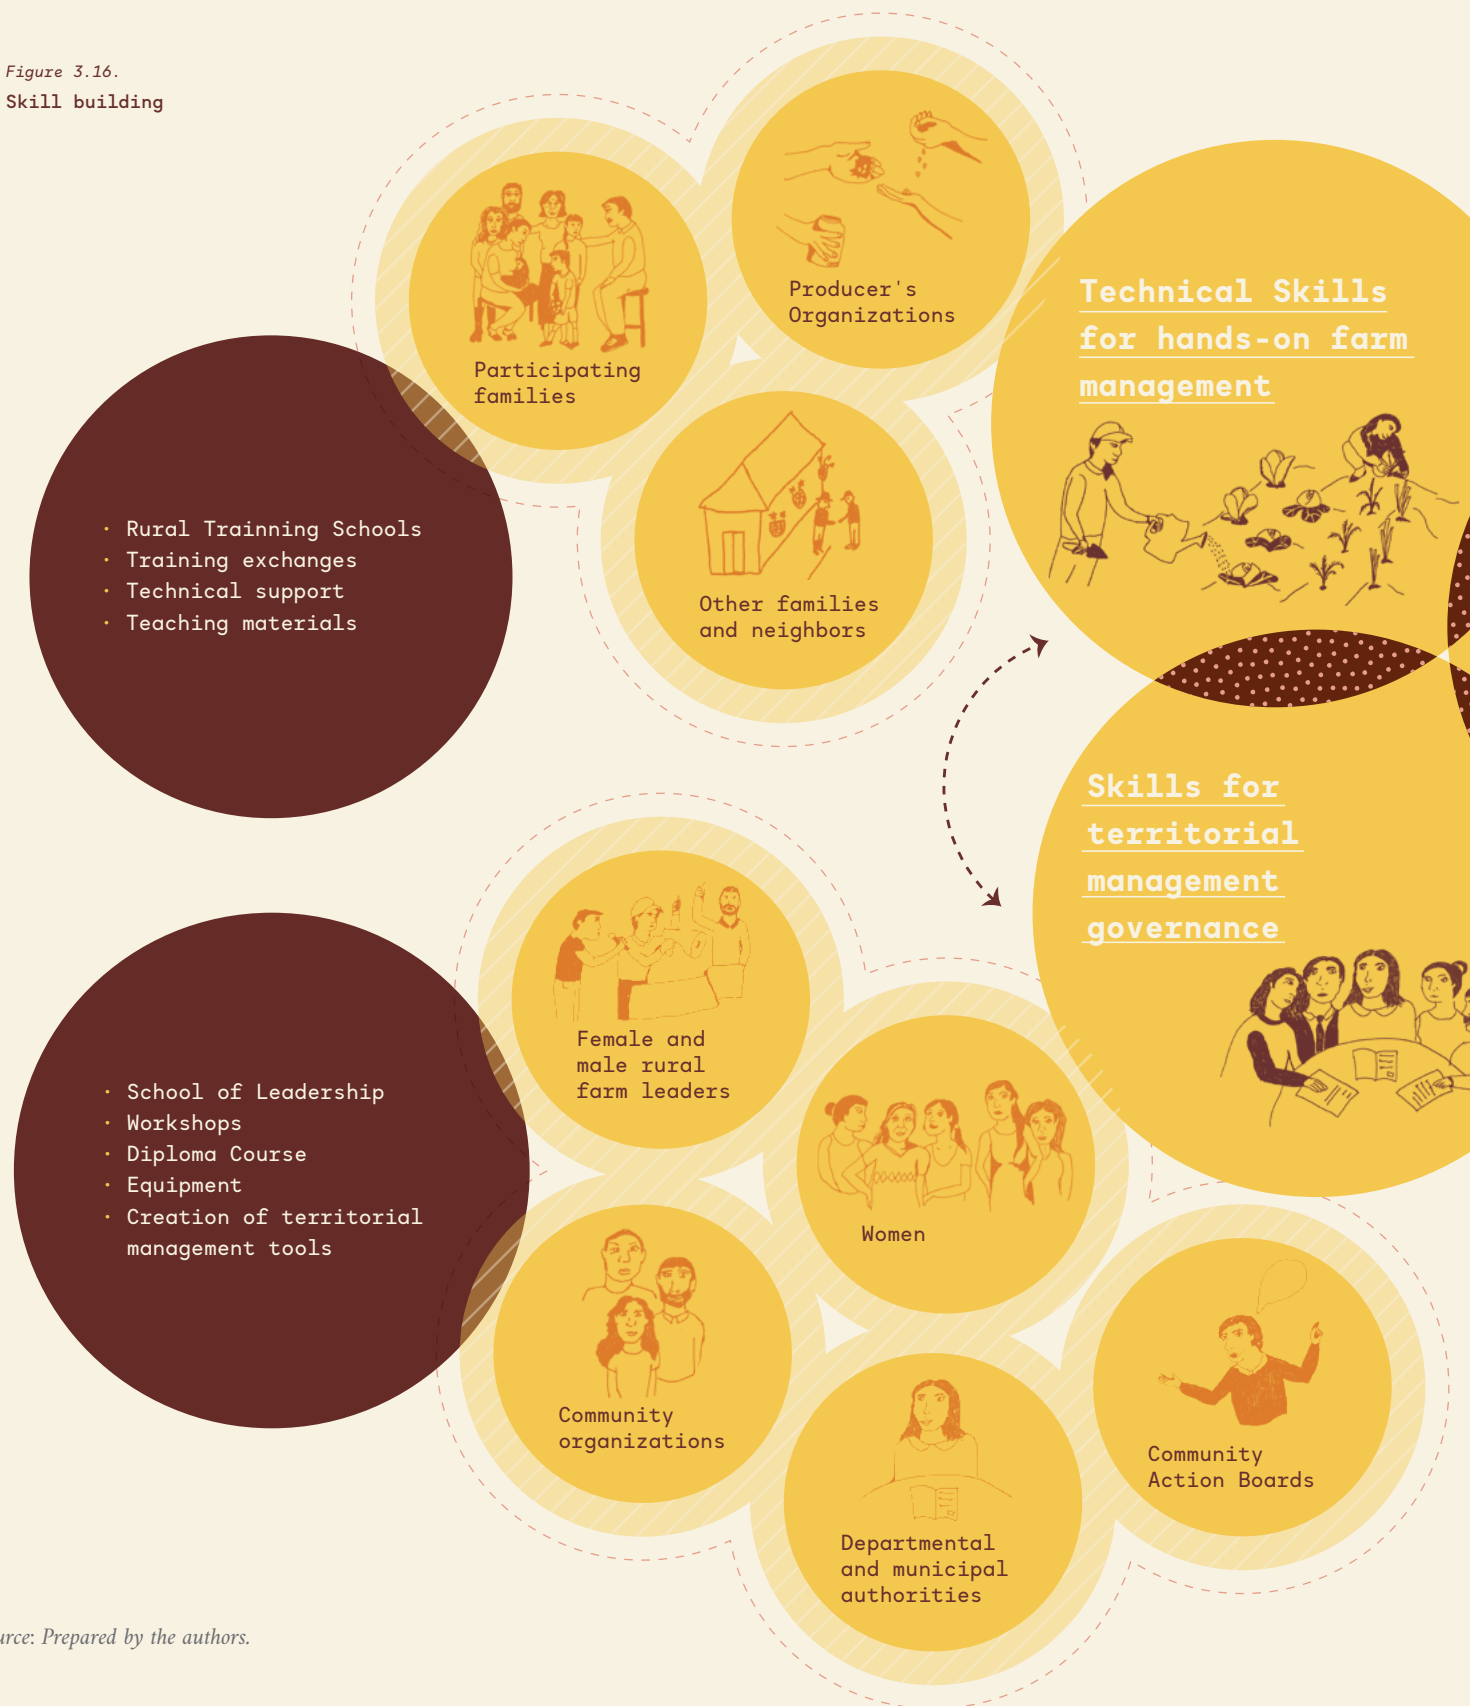 Figure 3.16.
Skill building
Participating
families
Producer's
Organizations
Other families
and neighbors
Technical Skills
for hands-on farm
management
· Rural Trainning Schools
· Training exchanges
· Technical support
· Teaching materials
Skills for
territorial
management
governance
· School of Leadership
· Workshops
· Diploma Course
· Equipment
· Creation of territorial
management tools
Female and
male rural
farm leaders
Women
Community
organizations
Departmental
and municipal
authorities
Community
Action Boards
urce: Prepared by the authors.